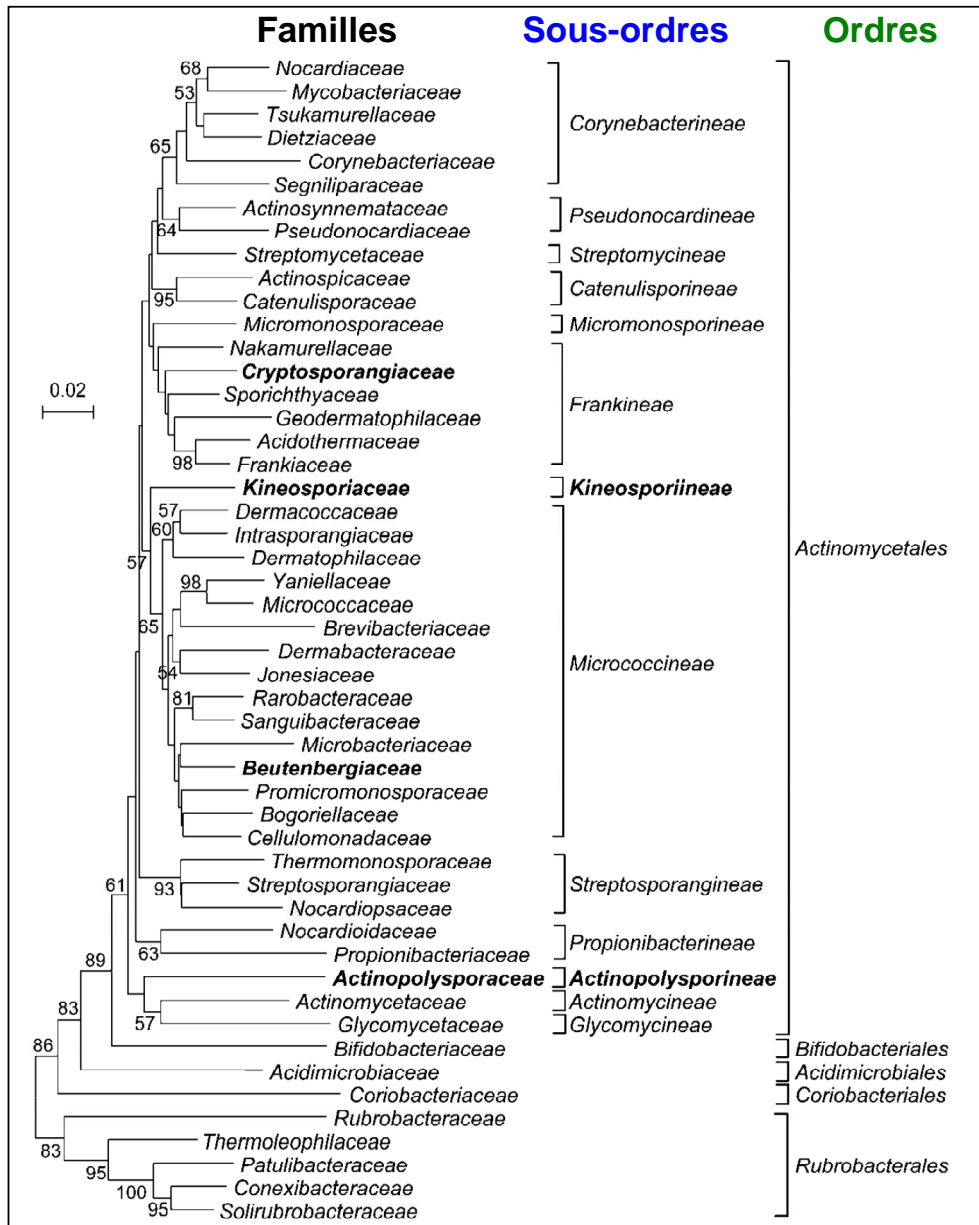 Familles Sous-ordres Ordres
68 Nocardiaceae
53 Mycobacteriaceae
Tsukamurellaceae
Corynebacterineae
Dietziaceae
65 Corynebacteriaceae
Segniliparaceae
Actinosynnemataceae
Pseudonocardineae
64 Pseudonocardiaceae
Streptomycetaceae Streptomycineae
Actinospicaceae
Catenulisporineae
95 Catenulisporaceae
Micromonosporaceae Micromonosporineae
Nakamurellaceae
0.02 Cryptosporangiaceae
Sporichthyaceae
Frankineae
Geodermatophilaceae
Acidothermaceae
98 Frankiaceae
Kineosporiaceae Kineosporiineae
57 Dermacoccaceae
60 Intrasporangiaceae
Actinomycetales
57 Dermatophilaceae
98 Yaniellaceae
Micrococcaceae
65 Brevibacteriaceae
Dermabacteraceae
Micrococcineae
54 Jonesiaceae
81 Rarobacteraceae
Sanguibacteraceae
Microbacteriaceae
Beutenbergiaceae
Promicromonosporaceae
Bogoriellaceae
Cellulomonadaceae
Thermomonosporaceae
61 93 Streptosporangiaceae Streptosporangineae
Nocardiopsaceae
Nocardioidaceae
Propionibacterineae
63 Propionibacteriaceae
89 Actinopolysporaceae Actinopolysporineae
Actinomycetaceae Actinomycineae
83 57 Glycomycetaceae Glycomycineae
86 Bifidobacteriaceae Bifidobacteriales
Acidimicrobiaceae Acidimicrobiales
Coriobacteriaceae Coriobacteriales
Rubrobacteraceae
83 Thermoleophilaceae
95 Patulibacteraceae
Rubrobacterales
100 Conexibacteraceae
95 Solirubrobacteraceae